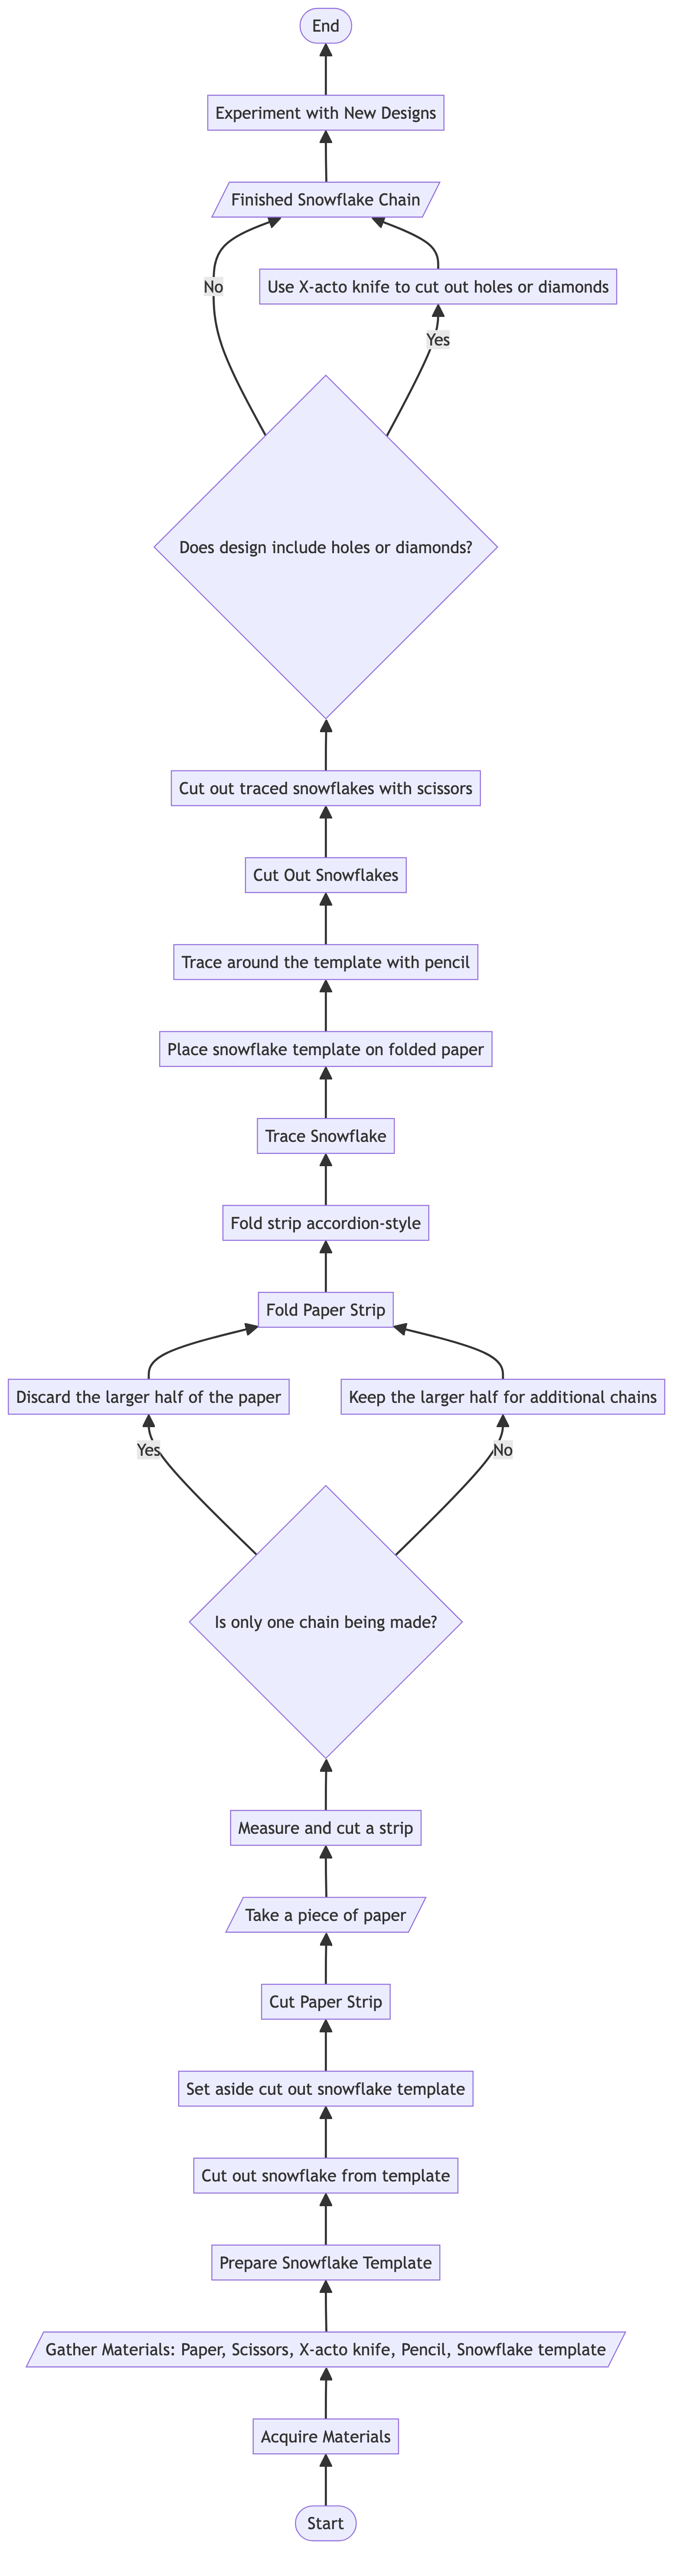 End
Experiment with New Designs
Finished Snowflake Chain
No
Use X-acto knife to cut out holes or diamonds
Yes
Does design include holes or diamonds?
Cut out traced snowflakes with scissors
Cut Out Snowflakes
Trace around the template with pencil
Place snowflake template on folded paper
Trace Snowflake
Fold strip accordion-style
Fold Paper Strip
Discard the larger half of the paper
Keep the larger half for additional chains
Yes
No
Is only one chain being made?
Measure and cut a strip
Take a piece of paper
Cut Paper Strip
Set aside cut out snowflake template
Cut out snowflake from template
Prepare Snowflake Template
Gather Materials: Paper, Scissors, X-acto knife, Pencil, Snowflake template
Acquire Materials
Start